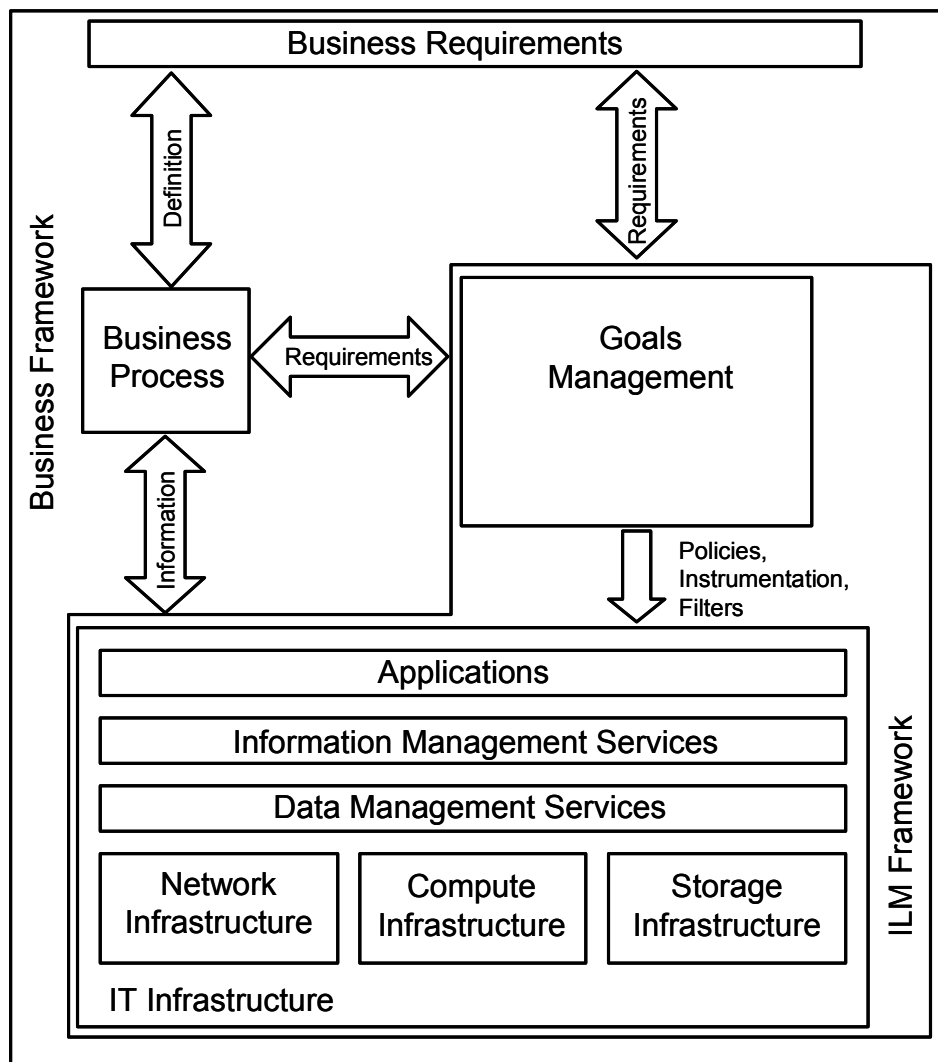 Business Requirements
Definition
Requirements
Business Framework
Business
Process
Requirements
Goals
Management
Information
Policies,
Instrumentation,
Filters
Applications
Information Management Services
Data Management Services
Network
Infrastructure
Compute
Infrastructure
Storage
Infrastructure
IT Infrastructure
ILM Framework